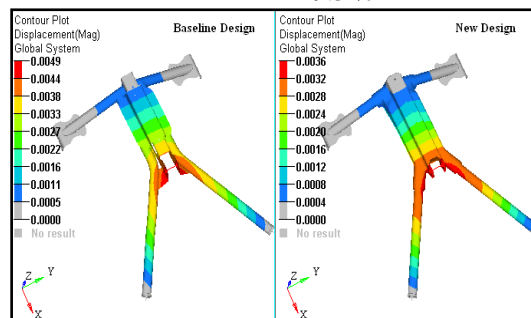 Contour Plot
Displacement(Mag)
Global System
Baseline Design
0.0049
0.0044
0.0038
0.0033
0.0027
0.0022
0.0016
0.0011
0.0005
0.0000
No result
Z
Y
X
Contour Plot
Displacement(Mag)
Global System
New Design
0.0036
0.0032
0.0028
0.0024
0.0020
0.0016
0.0012
0.0008
0.0004
0.0000
No result
Z
Y
X